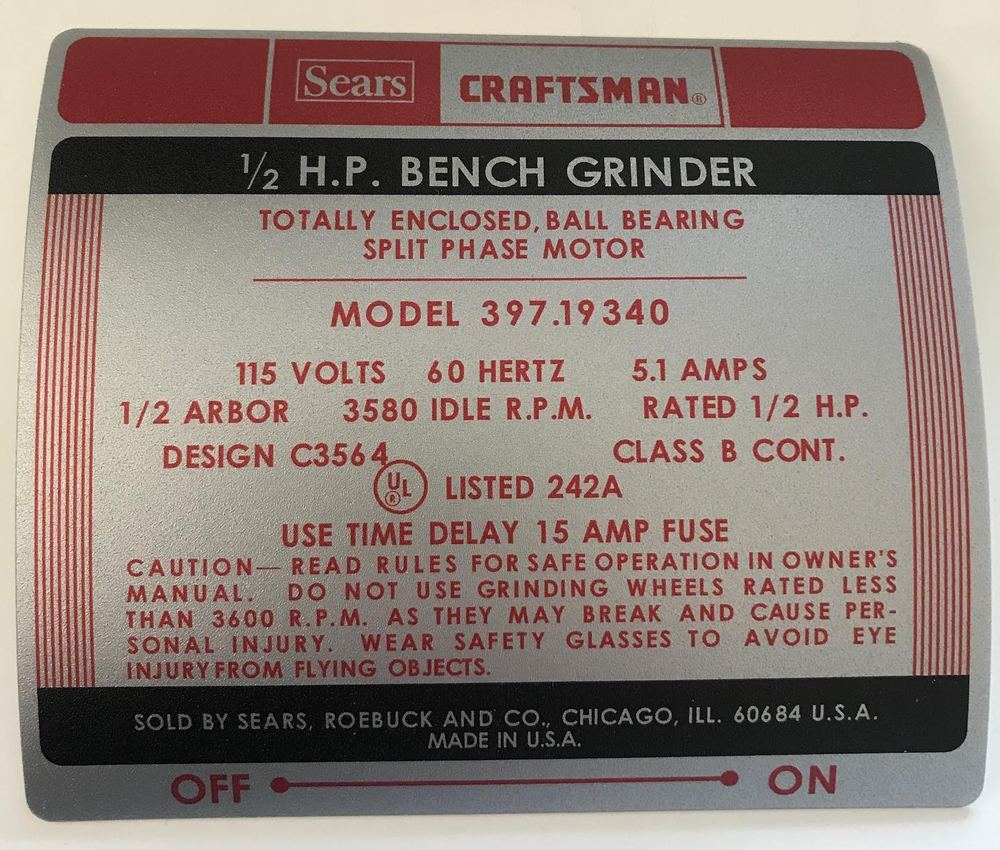 Sears CRAFTSMAN®
1/2 H.P. BENCH GRINDER
TOTALLY ENCLOSED, BALL BEARING
SPLIT PHASE MOTOR
MODEL 397.19340
115 VOLTS 60 HERTZ 5.1 AMPS
1/2 ARBOR 3580 IDLE R.P.M. RATED 1/2 H.P.
DESIGN C3564 CLASS B CONT.
UL® LISTED 242A
USE TIME DELAY 15 AMP FUSE
CAUTION— READ RULES FOR SAFE OPERATION IN OWNER'S
MANUAL. DO NOT USE GRINDING WHEELS RATED LESS
THAN 3600 R.P.M. AS THEY MAY BREAK AND CAUSE PER-
SONAL INJURY. WEAR SAFETY GLASSES TO AVOID EYE
INJURY FROM FLYING OBJECTS.
SOLD BY SEARS, ROEBUCK AND CO., CHICAGO, ILL. 60684 U.S.A.
MADE IN U.S.A.
OFF ON